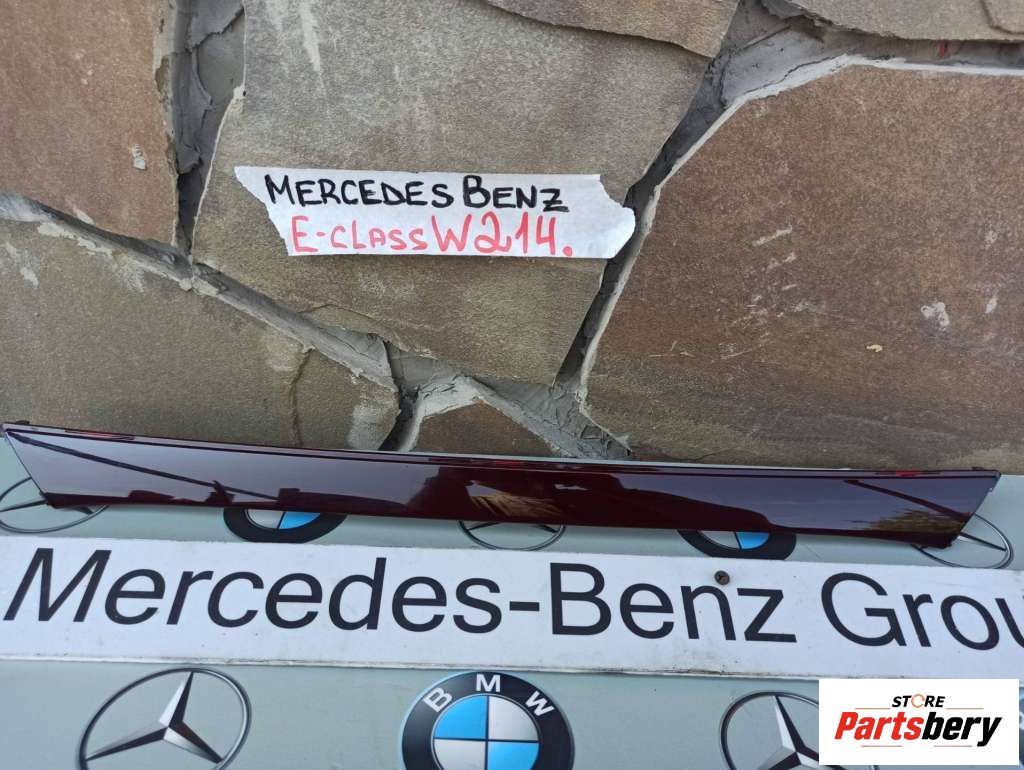 MERCEDES BENZ
E-CLASS W214.
Mercedes-Benz Grou
BMW
STORE
Partsbery